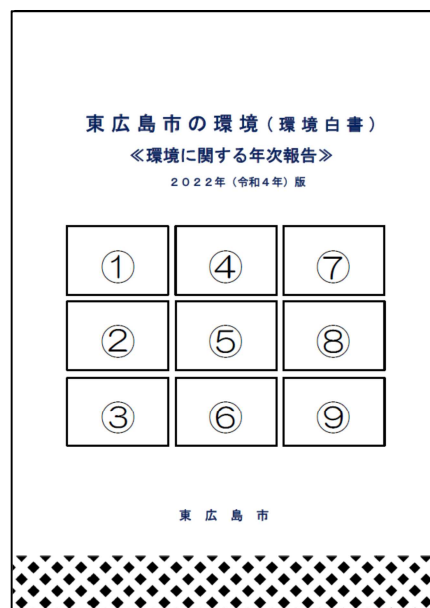 東広島市の環境（環境白書）
≪環境に関する年次報告≫
２０２２年（令和４年）版
① ④ ⑦
② ⑤ ⑧
③ ⑥ ⑨
東広島市